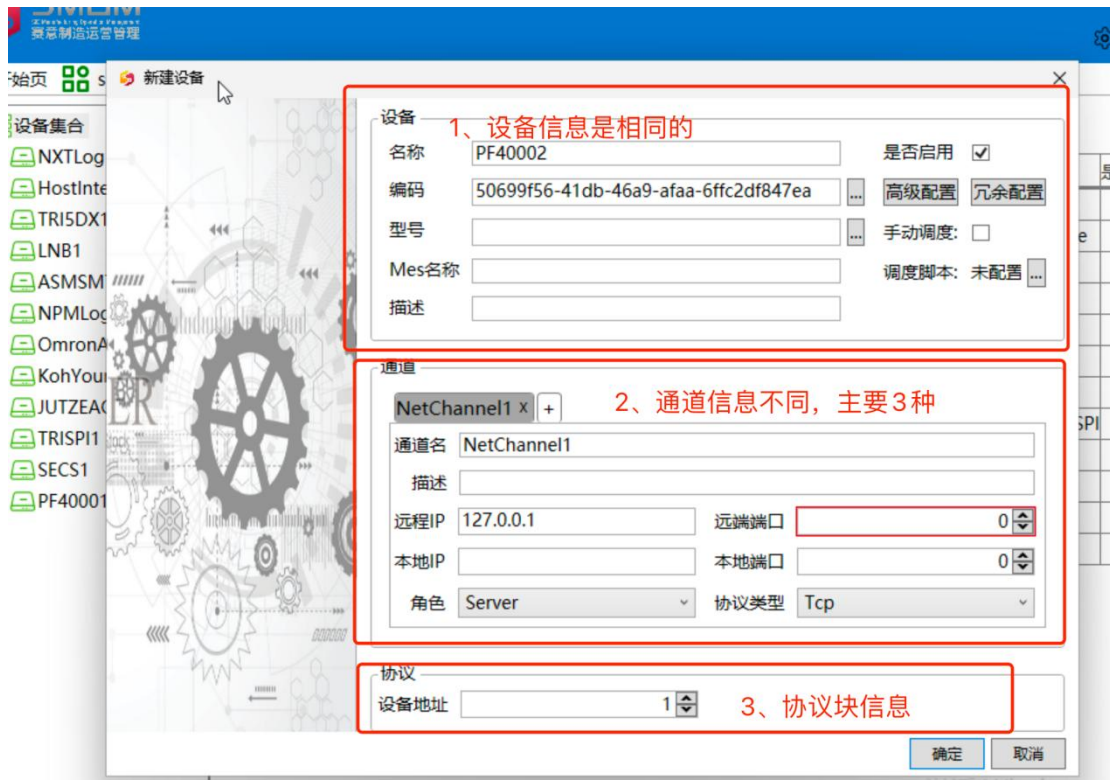 赛意制造运营管理
始页
新建设备
设备集合
NXTLog
HostInte
TRI5DX1
LNB1
ASMSM
NPMLog
OmronA
KohYou
JUTZEA
TRISPI1
SECS1
PF40001
设备
1、设备信息是相同的
名称 PF40002 是否启用
编码 50699f56-41db-46a9-afaa-6ffc2df847ea ... 高级配置 冗余配置
型号 ... 手动调度:
Mes名称 调度脚本: 未配置 ...
描述
通道
NetChannel1 x +
2、通道信息不同，主要3种
通道名 NetChannel1
描述
远程IP 127.0.0.1 远端端口 0
本地IP 本地端口 0
角色 Server 协议类型 Tcp
协议
设备地址 1
3、协议块信息
确定 取消
SPI